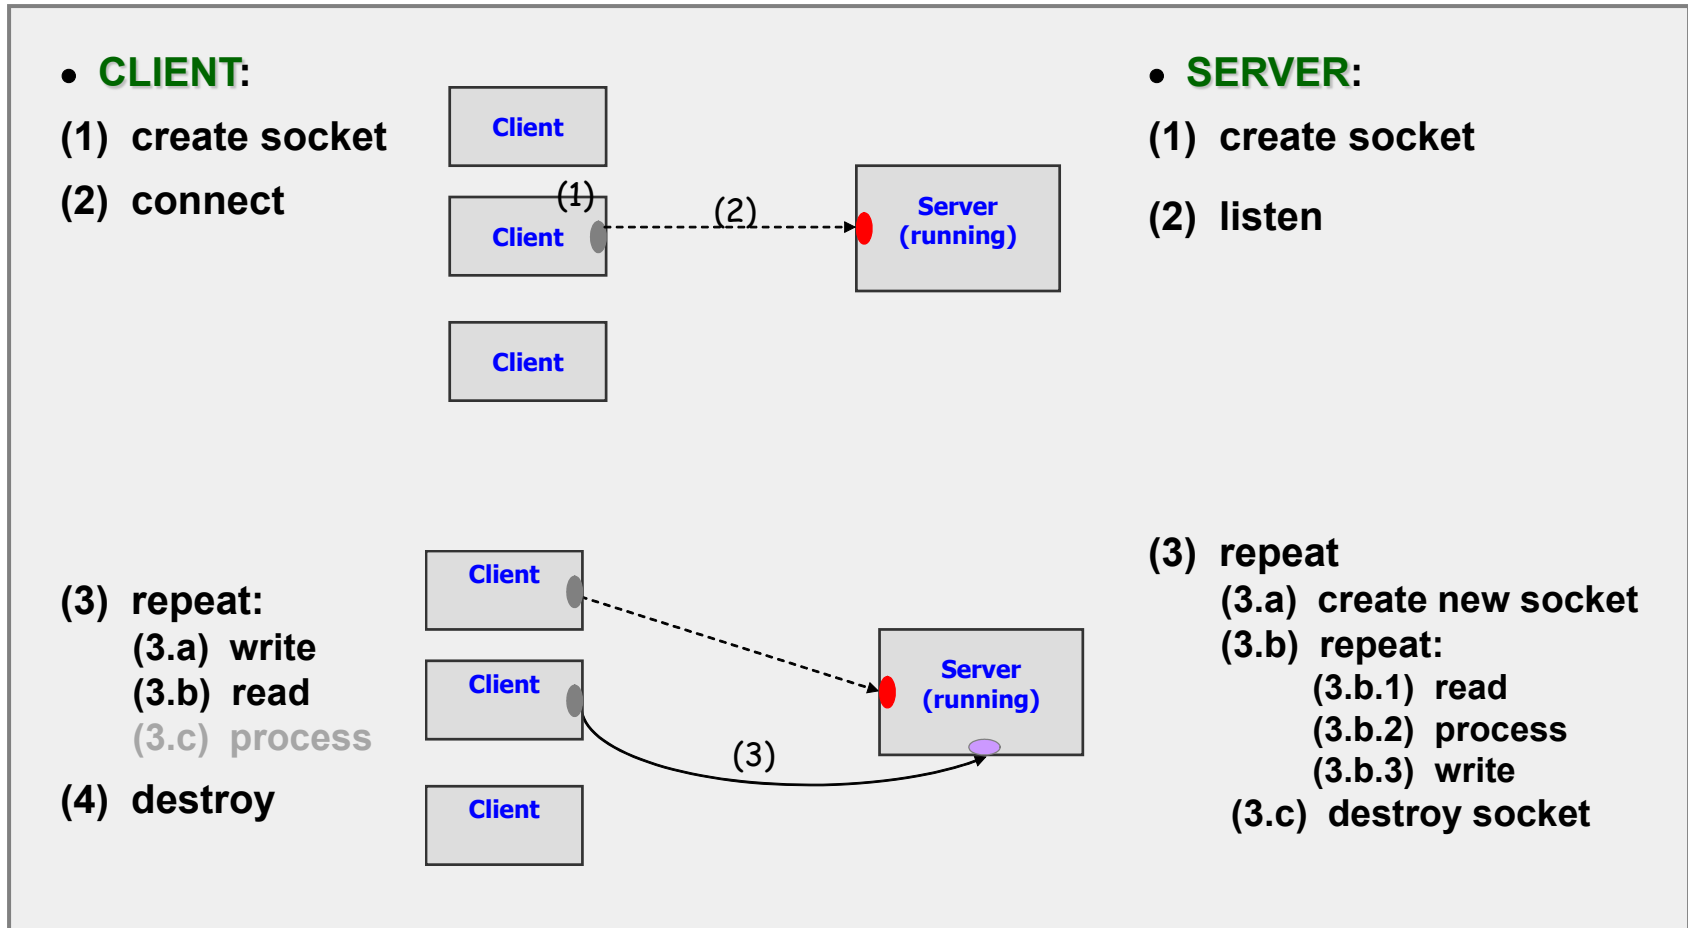 • CLIENT:
(1) create socket
(2) connect
Client
(1)
Client
(2)
Server
(running)
Client
• SERVER:
(1) create socket
(2) listen
(3) repeat:
(3.a) write
(3.b) read
(3.c) process
(4) destroy
Client
Client
Server
(running)
(3)
Client
(3) repeat
(3.a) create new socket
(3.b) repeat:
(3.b.1) read
(3.b.2) process
(3.b.3) write
(3.c) destroy socket